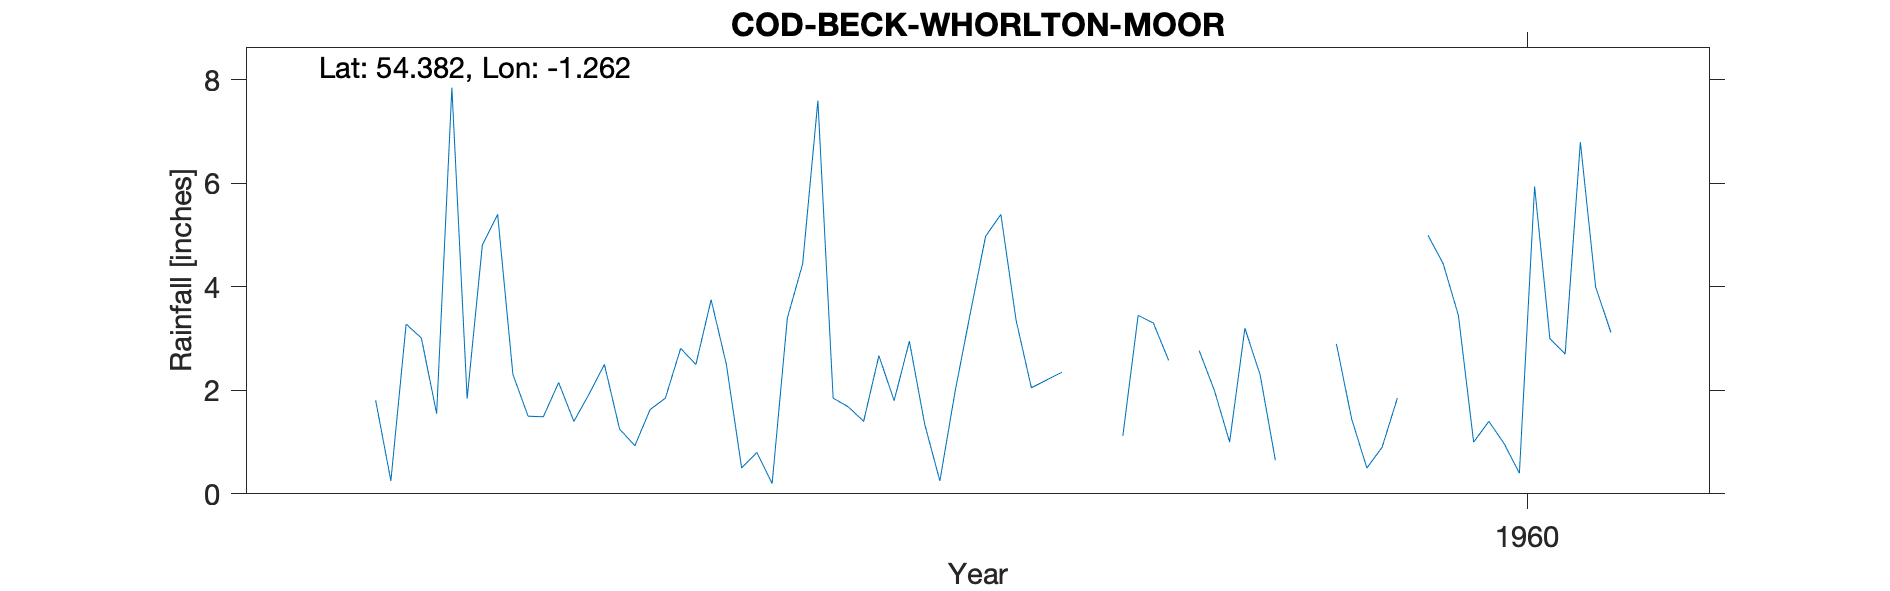 COD-BECK-WHORLTON-MOOR
Lat: 54.382, Lon: -1.262
8
6
4
2
0
Rainfall [inches]
1960
Year